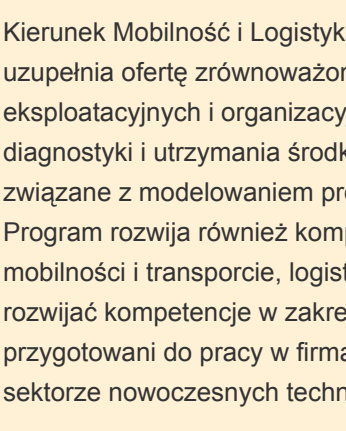 Kierunek Mobilność i Logistyk
uzupełnia ofertę zrównoważon
eksploatacyjnych i organizacy
diagnostyki i utrzymania środk
związane z modelowaniem pr
Program rozwija również komp
mobilności i transporcie, logist
rozwijać kompetencje w zakre
przygotowani do pracy w firma
sektorze nowoczesnych techn